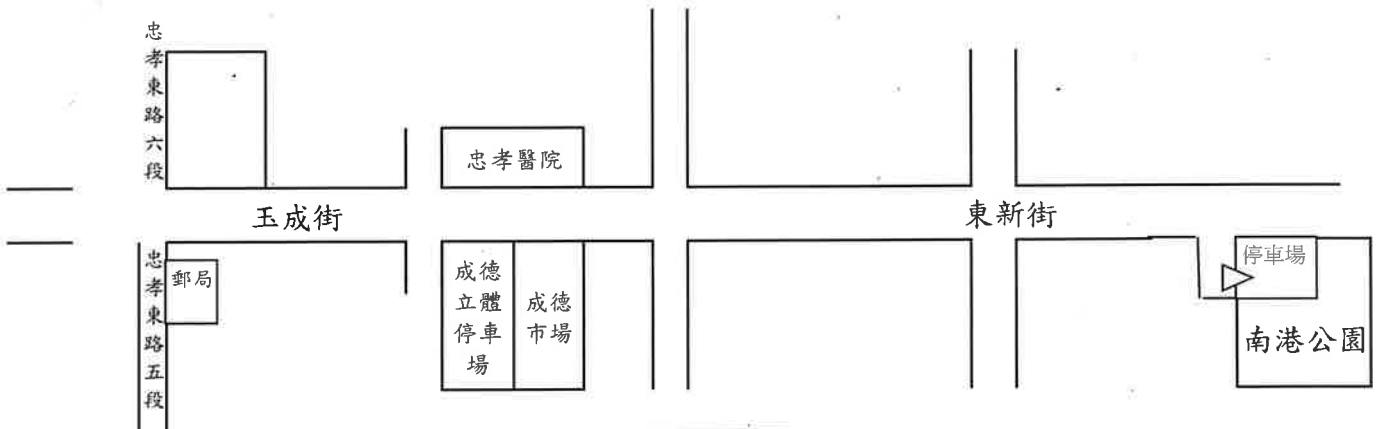 忠孝東路六段
忠孝醫院
玉成街
東新街
忠孝東路五段
郵局
成德
立體
停車
場
成德
市場
停車場
南港公園